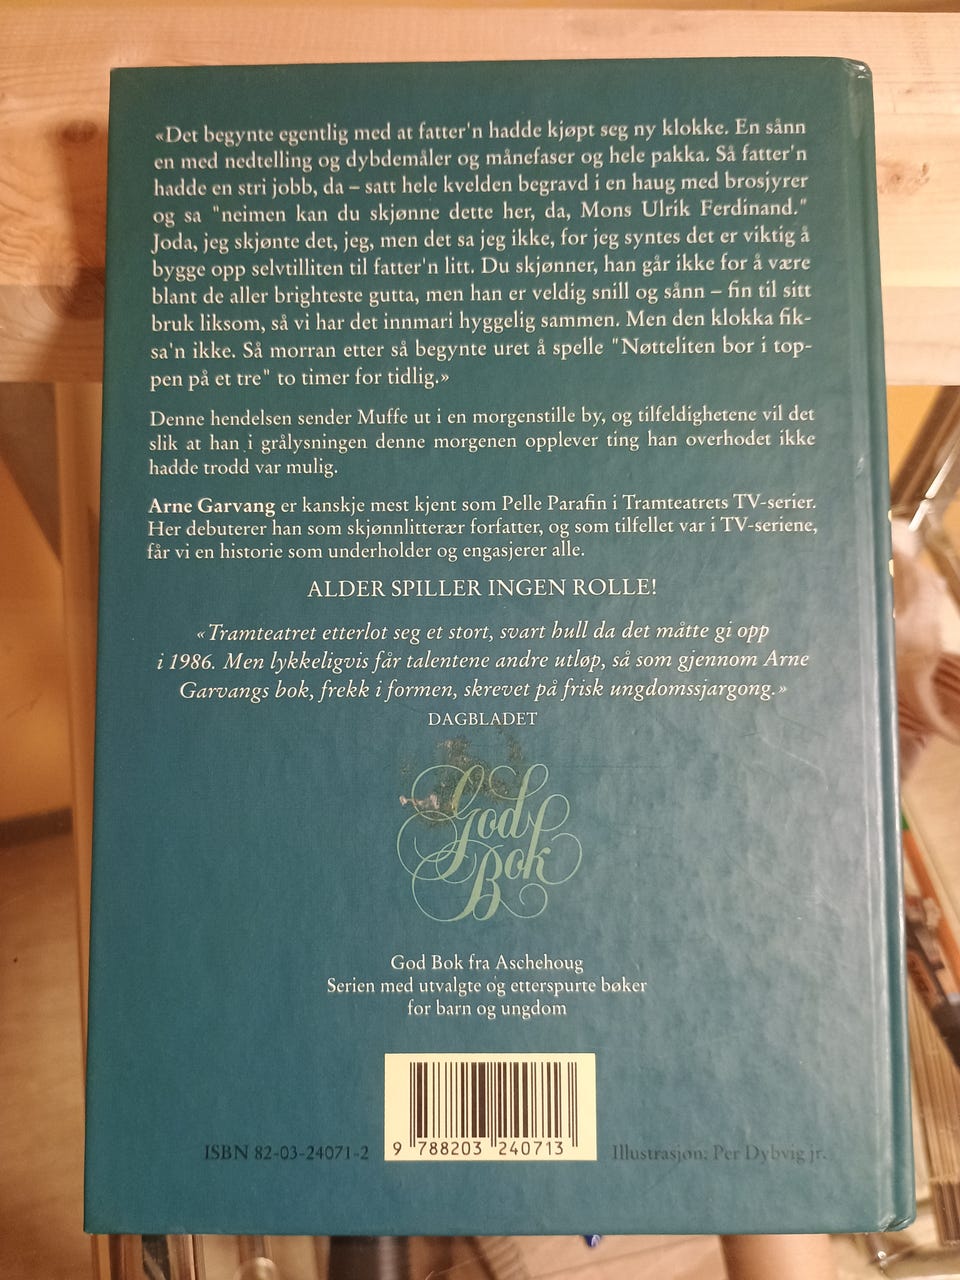 «Det begynte egentlig med at fatter'n hadde kjøpt seg ny klokke. En sånn
en med nedtelling og dybdemåler og månefaser og hele pakka. Så fatter'n
hadde en stri jobb, da – satt hele kvelden begravd i en haug med brosjyrer
og sa "neimen kan du skjønne dette her, da, Mons Ulrik Ferdinand."
Joda, jeg skjønte det, jeg, men det sa jeg ikke, for jeg syntes det er viktig å
bygge opp selvtilliten til fatter'n litt. Du skjønner, han går ikke for å være
blant de aller brighteste gutta, men han er veldig snill og sånn – fin til sitt
bruk liksom, så vi har det innmari hyggelig sammen. Men den klokka fik-
sa'n ikke. Så morran etter så begynte uret å spelle "Nøtteliten bor i top-
pen på et tre" to timer for tidlig.»
Denne hendelsen sender Muffe ut i en morgenstille by, og tilfeldighetene vil det
slik at han i grålysningen denne morgenen opplever ting han overhodet ikke
hadde trodd var mulig.
Arne Garvang er kanskje mest kjent som Pelle Parafin i Tramteatrets TV-serier.
Her debuterer han som skjønnlitterær forfatter, og som tilfellet var i TV-seriene,
får vi en historie som underholder og engasjerer alle.
ALDER SPILLER INGEN ROLLE!
«Tramteatret etterlot seg et stort, svart hull da det måtte gi opp
i 1986. Men lykkeligvis får talentene andre utløp, så som gjennom Arne
Garvangs bok, frekk i formen, skrevet på frisk ungdomssjargong.»
DAGBLADET
God
Bok
God Bok fra Aschehoug
Serien med utvalgte og etterspurte bøker
for barn og ungdom
ISBN 82-03-24071-2
9 788203 240713
Illustrasjon: Per Dybvig jr.